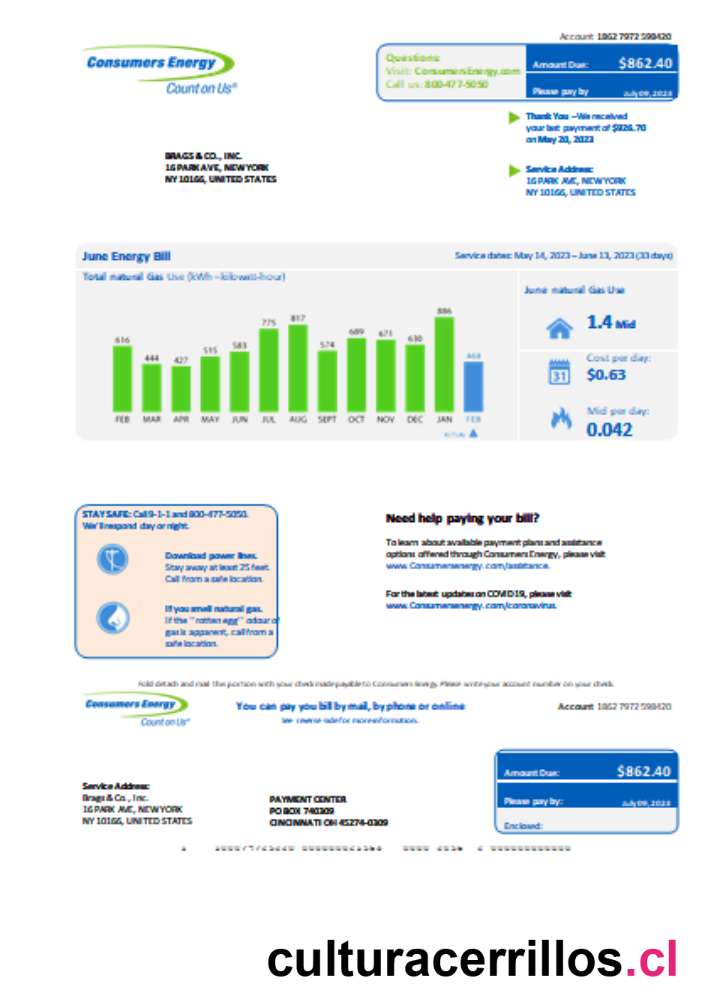 Account 1862 7972 598420
Consumers Energy
Count on Us®
Questions:
Visit: ConsumersEnergy.com
Call us: 800-477-5050
Amount Due: $862.40
Please pay by July 09, 2023
Thank You – We received
your last payment of $926.70
on May 20, 2023
BRAGS & CO., INC.
16 PARK AVE, NEW YORK
NY 10166, UNITED STATES
Service Address:
16 PARK AVE, NEW YORK
NY 10166, UNITED STATES
June Energy Bill
Service dates: May 14, 2023 – June 13, 2023 (33 days)
Total natural Gas Use (kWh – kilowatt-hour)
616 444 427 515 583 775 817 574 689 671 630 886 468
FEB MAR APR MAY JUN JUL AUG SEPT OCT NOV DEC JAN FEB
ACTUAL
June natural Gas Use
1.4 Mid
Cost per day:
31
$0.63
Mid per day:
0.042
STAY SAFE: Call 9-1-1 and 800-477-5050.
We'll respond day or night.
Download power lines.
Stay away at least 25 feet.
Call from a safe location.
If you smell natural gas.
If the "rotten egg" odour of
gas is apparent, call from a
safe location.
Need help paying your bill?
To learn about available payment plans and assistance
options offered through Consumers Energy, please visit
www. Consumersenergy. com/assistance.
For the latest updates on COVID 19, please visit
www. Consumersenergy. com/coronavirus.
Fold detach and mail this portion with your check made payable to Consumers Energy. Please write your account number on your check.
Consumers Energy
Count on Us®
You can pay you bill by mail, by phone or online
See reverse side for more information.
Account 1862 7972 598420
Amount Due: $862.40
Please pay by: July 09, 2023
Enclosed:
Service Address:
Brags & Co., Inc.
16 PARK AVE, NEW YORK
NY 10166, UNITED STATES
PAYMENT CENTER
PO BOX 740309
CINCINNATI OH 45274-0309
culturacerrillos.cl